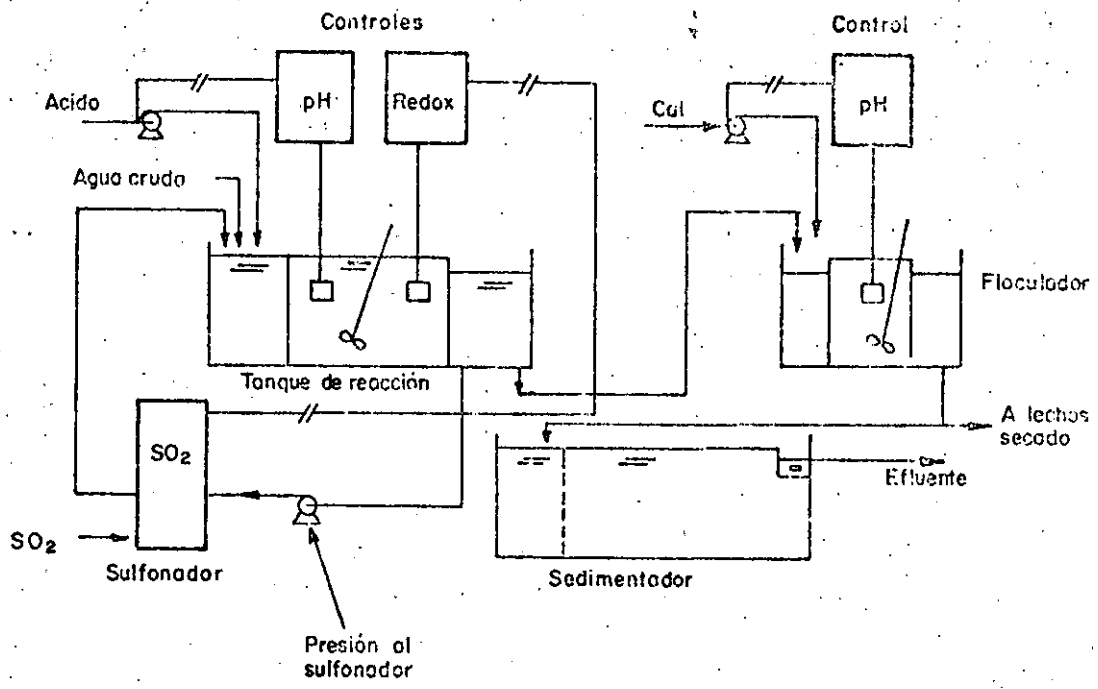 Controles
Control
pH
Redox
pH
Acido
Cal
Agua cruda
Floculador
Tanque de reacción
A lechos
secado
SO₂
Efluente
SO₂
Sulfonador
Sedimentador
Presión al
sulfonador